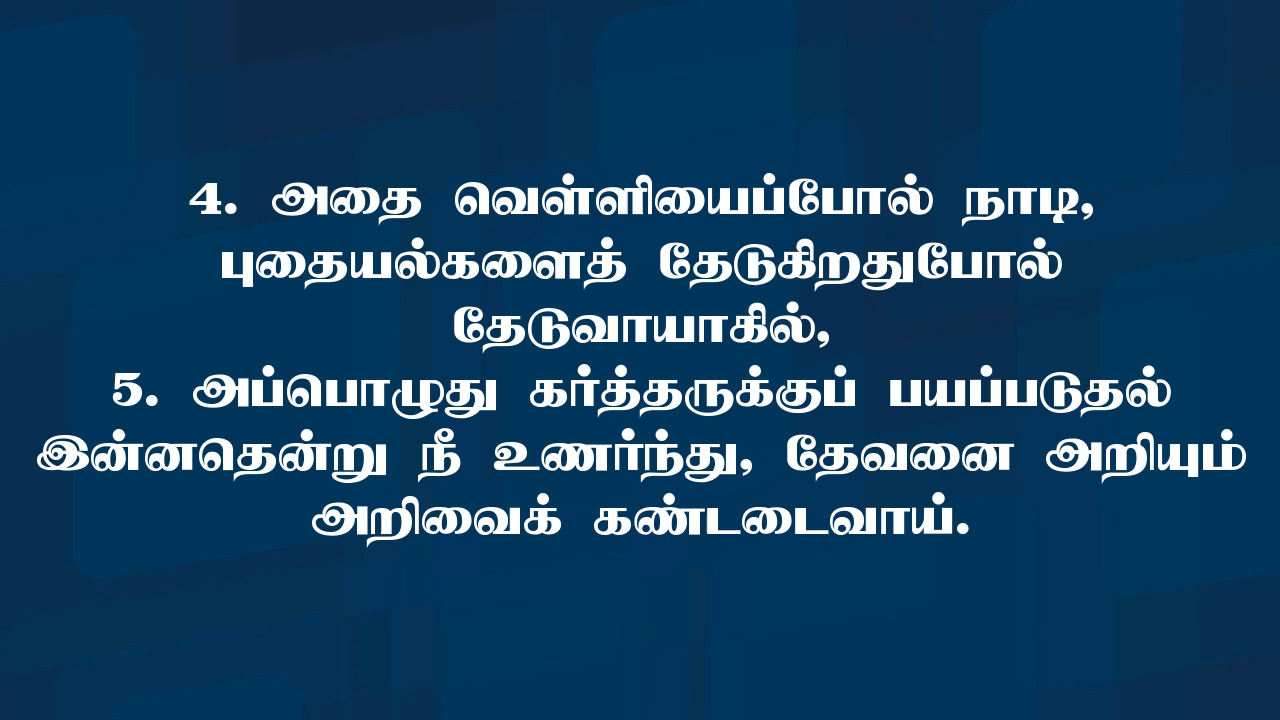 4. அதை வெள்ளியைப்போல் நாடி,
புதையல்களைத் தேடுகிறதுபோல்
தேடுவாயாகில்,
5. அப்பொழுது கர்த்தருக்குப் பயப்படுதல்
இன்னதென்று நீ உணர்ந்து, தேவனை அறியும்
அறிவைக் கண்டடைவாய்.